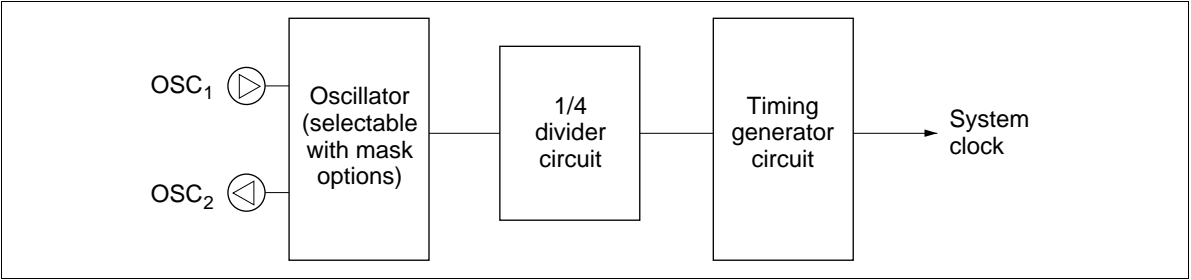 OSC1
OSC2
Oscillator
(selectable
with mask
options)
1/4
divider
circuit
Timing
generator
circuit
System
clock